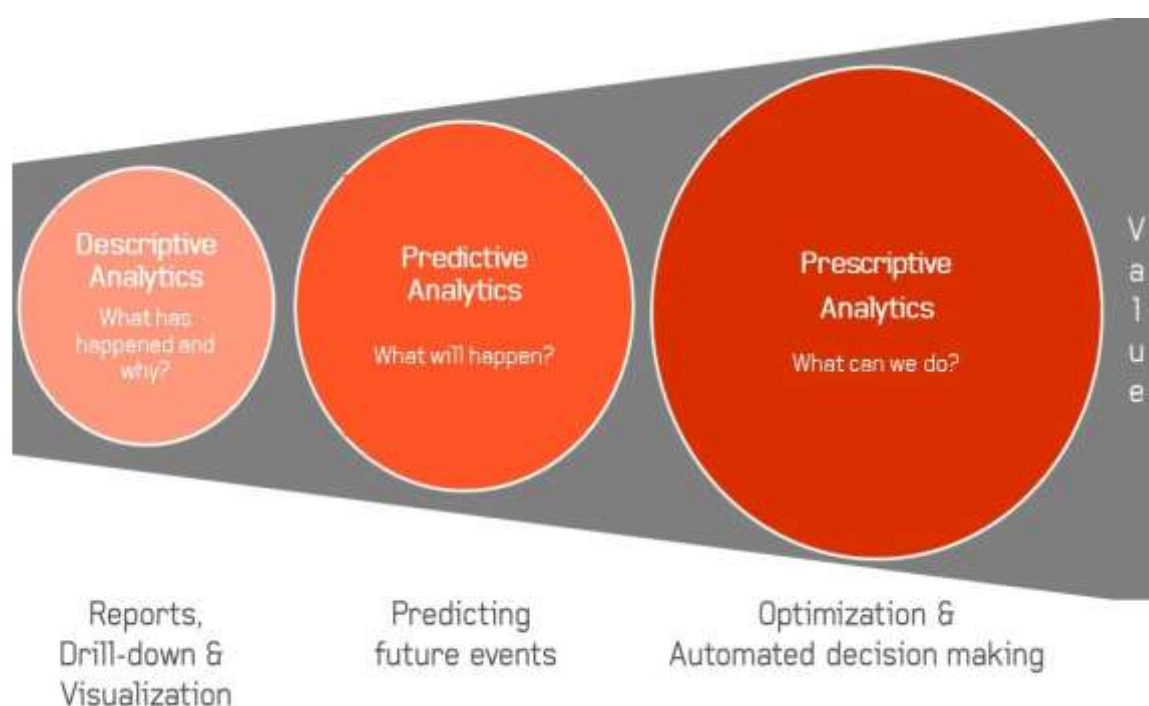 Descriptive
Analytics
What has
happened and
why?
Predictive
Analytics
What will happen?
Prescriptive
Analytics
What can we do?
Value
Reports,
Drill-down &
Visualization
Predicting
future events
Optimization &
Automated decision making